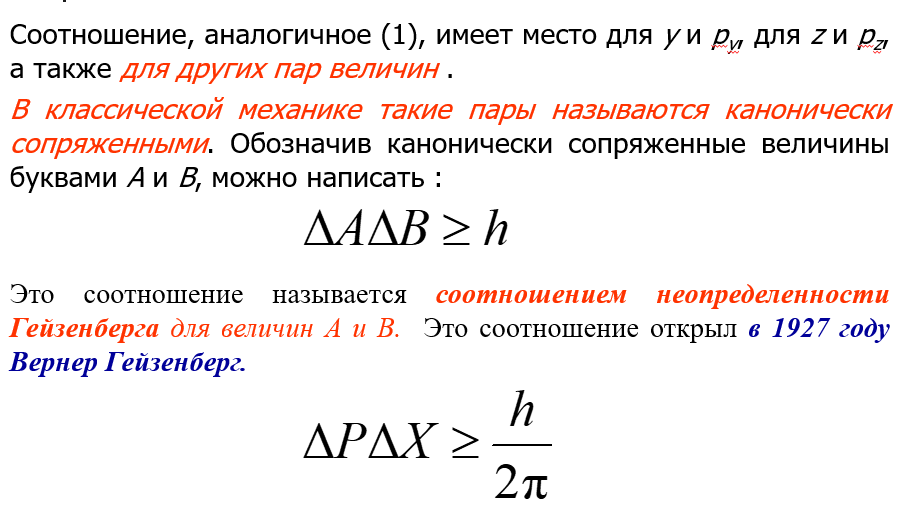 Соотношение, аналогичное (1), имеет место для y и p_y, для z и p_z,
а также для других пар величин .
В классической механике такие пары называются канонически
сопряженными. Обозначив канонически сопряженные величины
буквами A и B, можно написать :
ΔAΔB ≥ h
Это соотношение называется соотношением неопределенности
Гейзенберга для величин A и B. Это соотношение открыл в 1927 году
Вернер Гейзенберг.
ΔPΔX ≥ h/2π